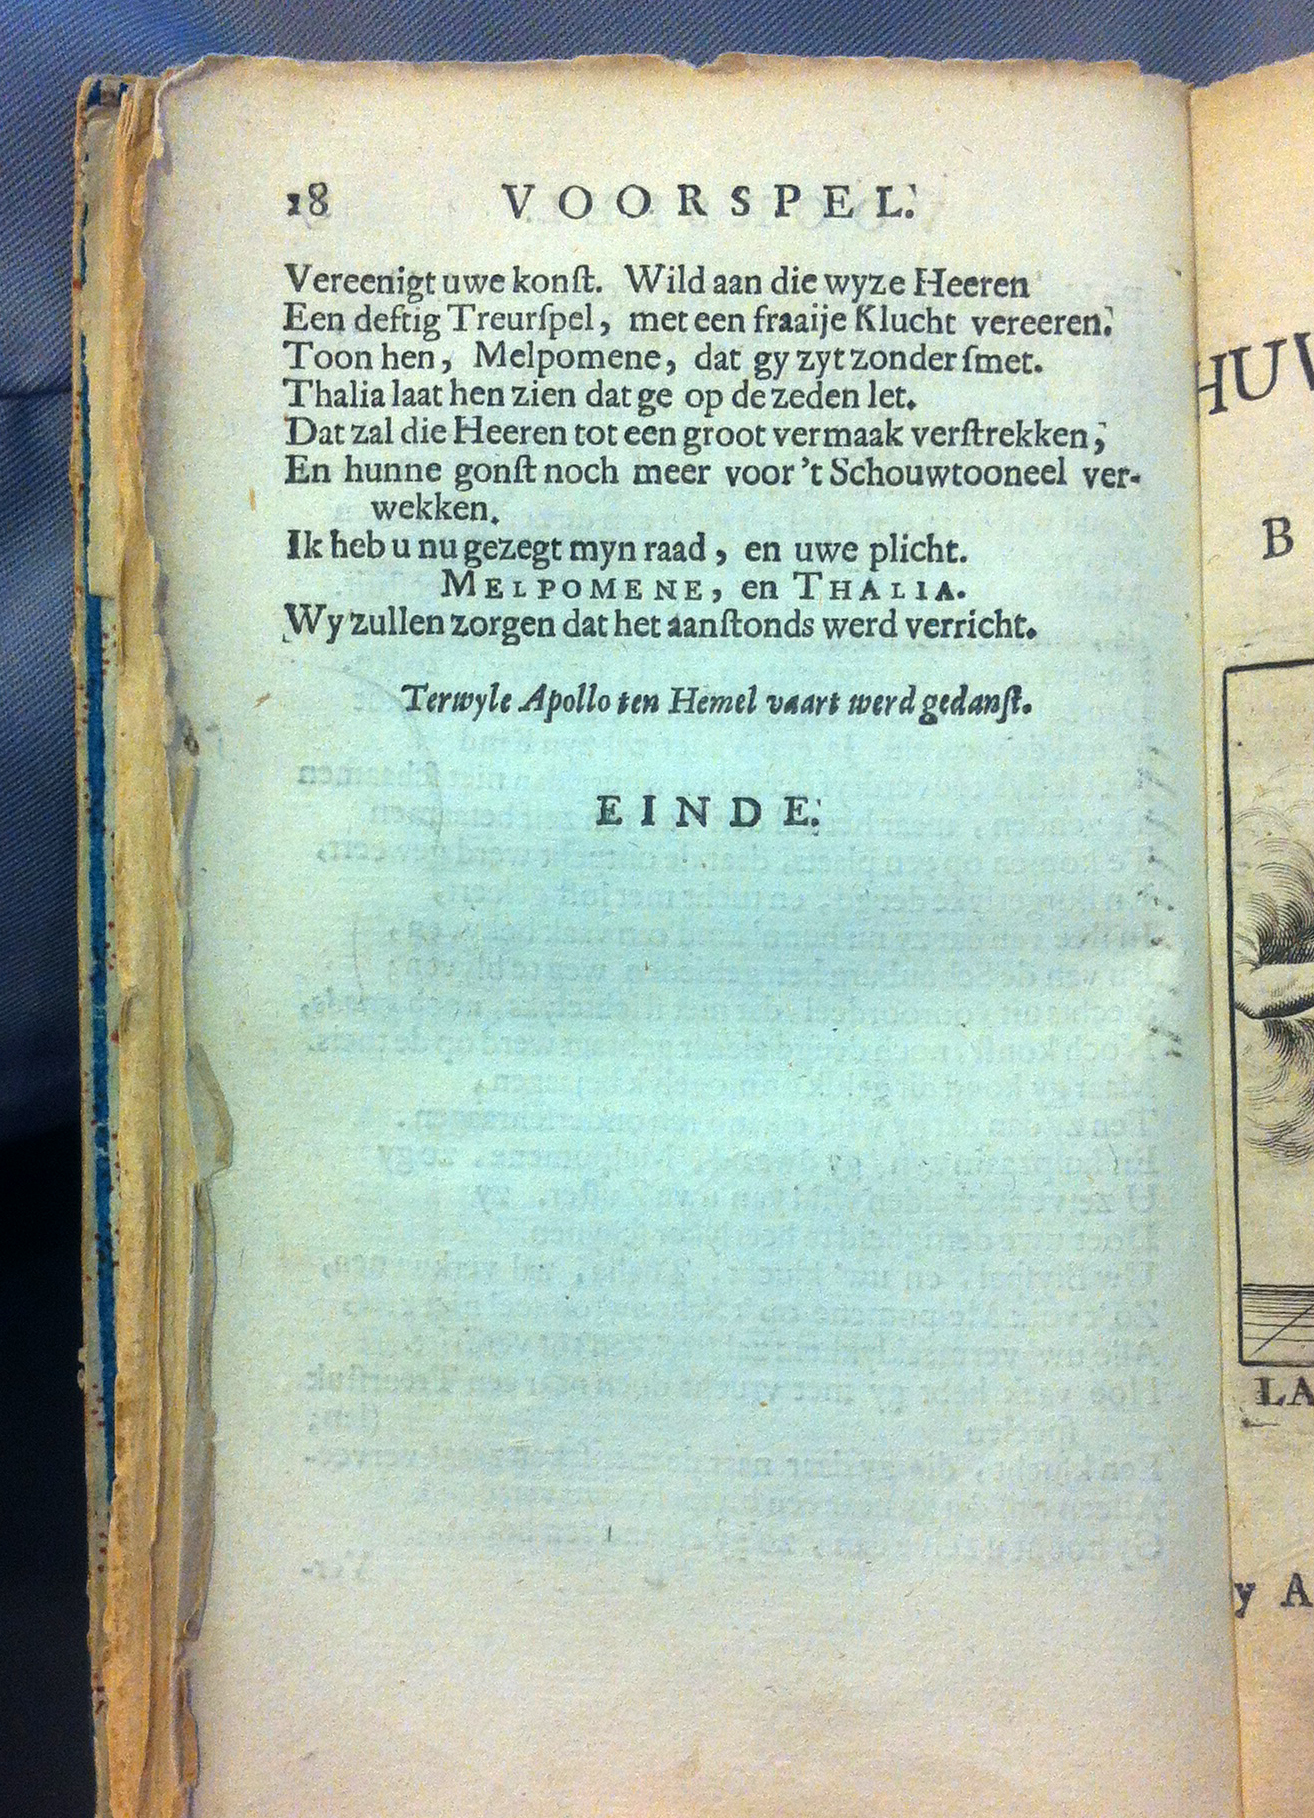 18 VOORSPEL.
Vereenigt uwe konſt. Wild aan die wyze Heeren
Een deftig Treurſpel, met een fraaije Klucht vereeren.
Toon hen, Melpomene, dat gy zyt zonder ſmet.
Thalia laat hen zien dat ge op de zeden let.
Dat zal die Heeren tot een groot vermaak verſtrekken,
En hunne gonſt noch meer voor 't Schouwtooneel ver-
wekken.
Ik heb u nu gezegt myn raad, en uwe plicht.
MELPOMENE, en THALIA.
Wy zullen zorgen dat het aanſtonds werd verricht.
Terwyle Apollo ten Hemel vaart werd gedanſt.
EINDE.
HUW
B
LA
y A